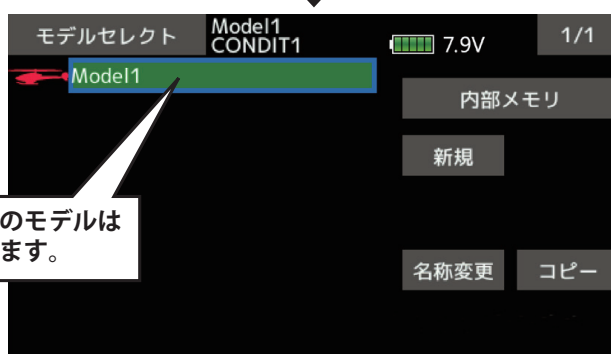 モデルセレクト
Model1
CONDIT1
7.9V
1/1
Model1
内部メモリ
新規
のモデルは
ます。
名称変更
コピー